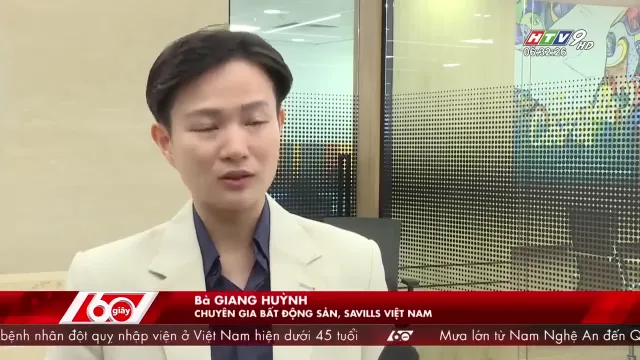 HTV9
HD
05:32:26
Bà GIANG HUỲNH
CHUYÊN GIA BẤT ĐỘNG SẢN, SAVILLS VIỆT NAM
60 giây
bệnh nhân đột quỵ nhập viện ở Việt Nam hiện dưới 45 tuổi
Mưa lớn từ Nam Nghệ An đến Q